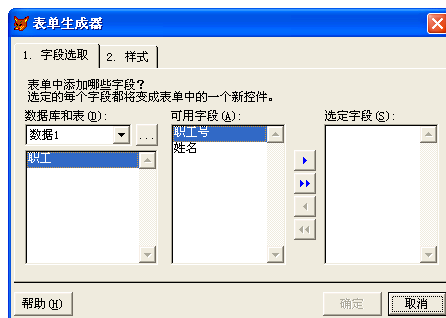 表单生成器
1. 字段选取 2. 样式
表单中添加哪些字段？
选定的每个字段都将变成表单中的一个新控件。
数据库和表(D): 可用字段(A): 选定字段(S):
数据1 ... 职工号
职工 姓名
帮助(H) 确定 取消